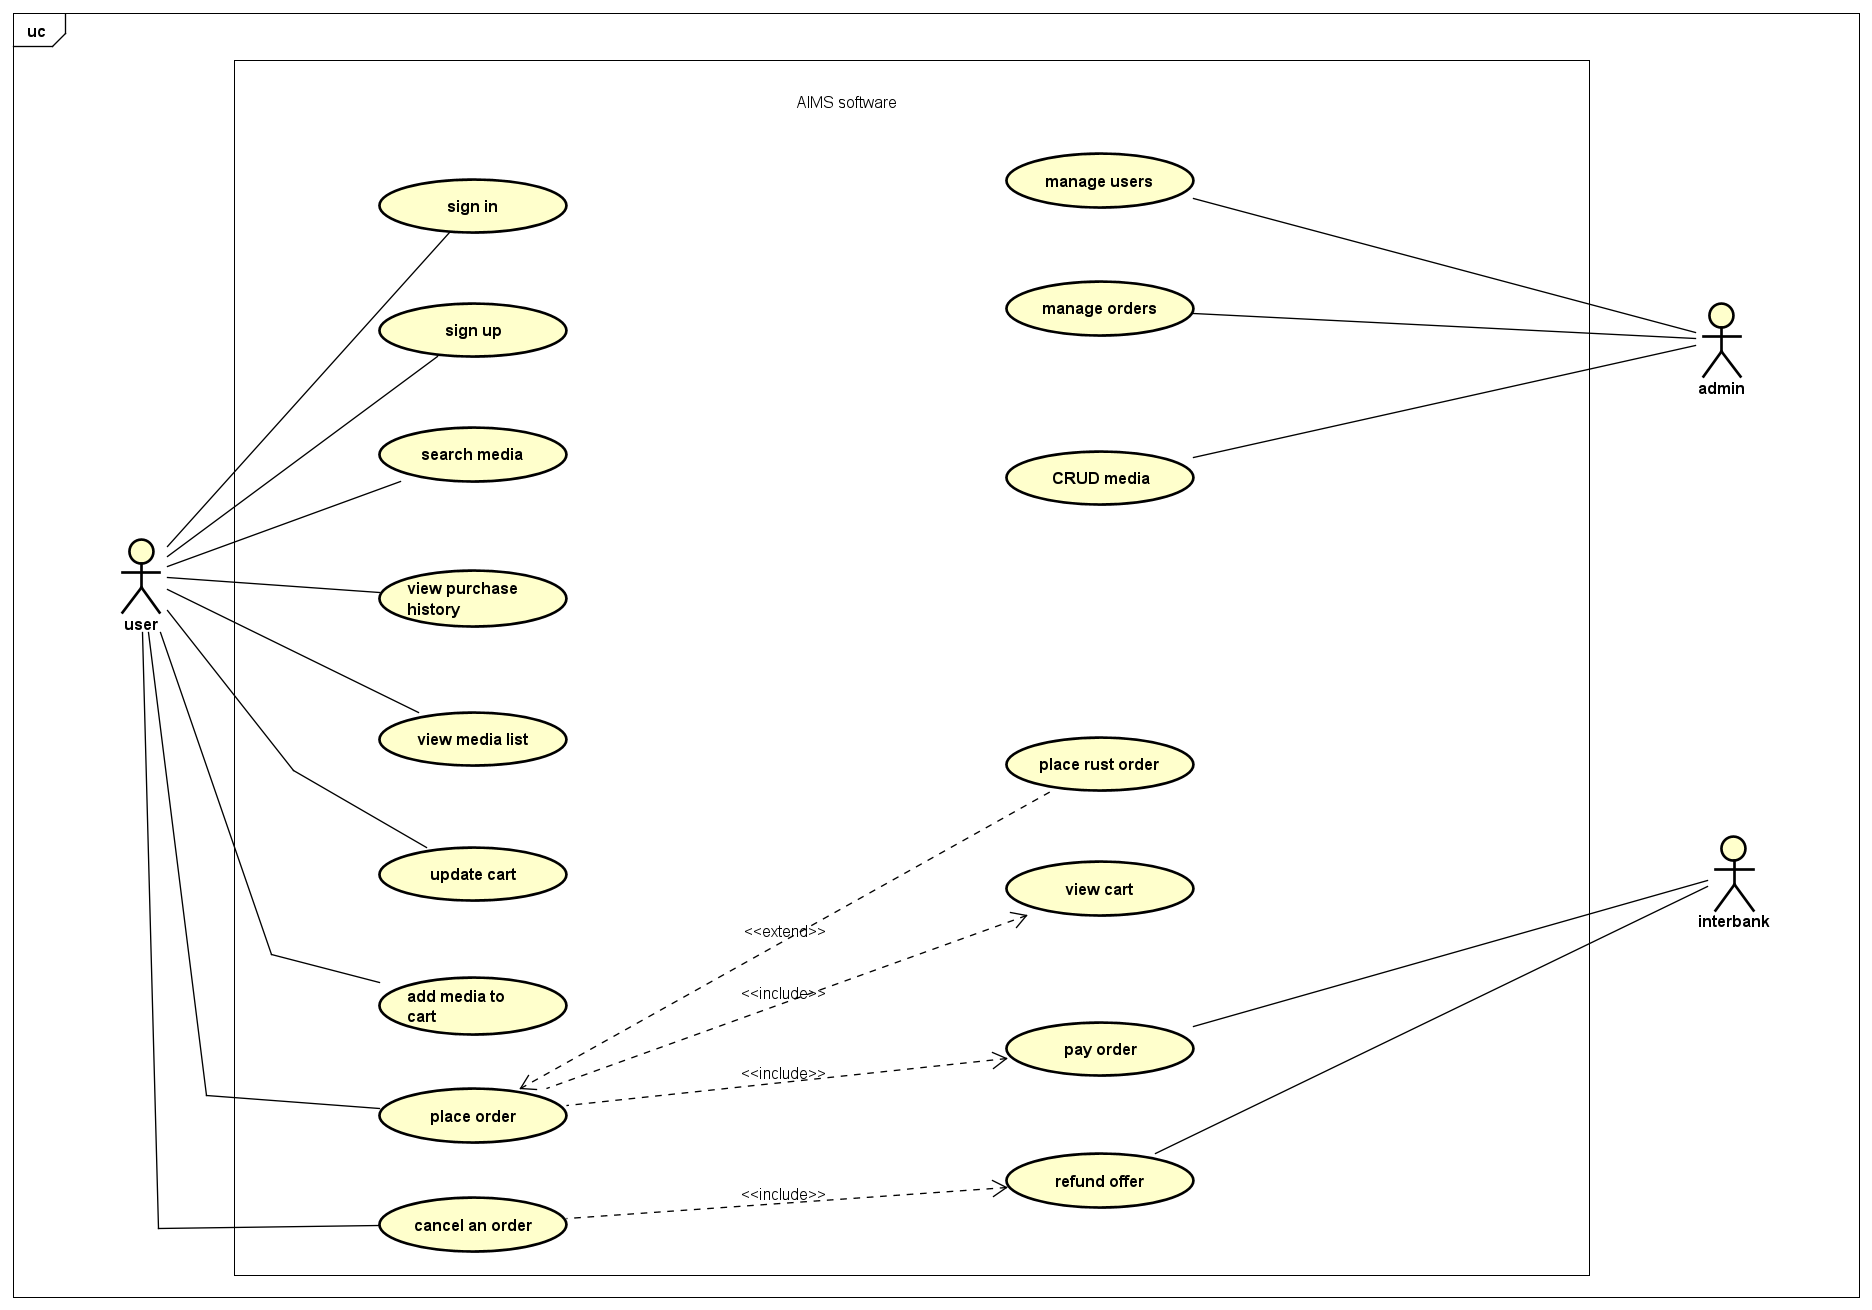 uc
AIMS software
manage users
sign in
manage orders
sign up
admin
search media
CRUD media
view purchase
history
user
view media list
place rust order
update cart
view cart
interbank
<<extend>>
<<include>>
add media to
cart
pay order
<<include>>
place order
refund offer
<<include>>
cancel an order